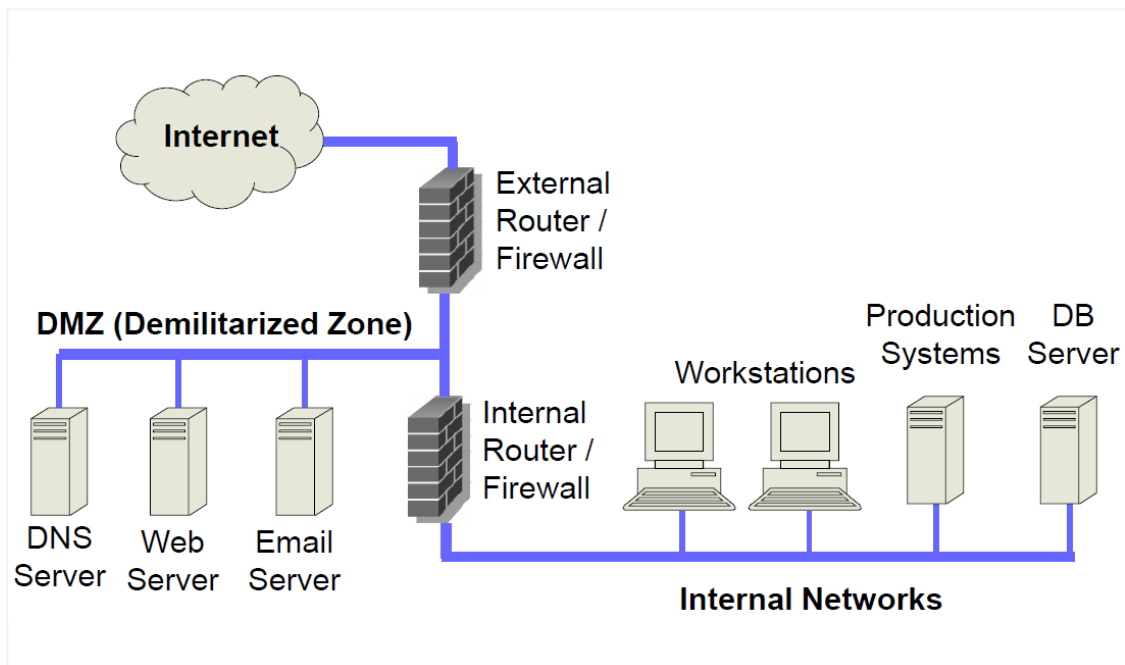 Internet
External
Router /
Firewall
DMZ (Demilitarized Zone)
Production
Systems
DB
Server
Workstations
Internal
Router /
Firewall
DNS
Server
Web
Server
Email
Server
Internal Networks